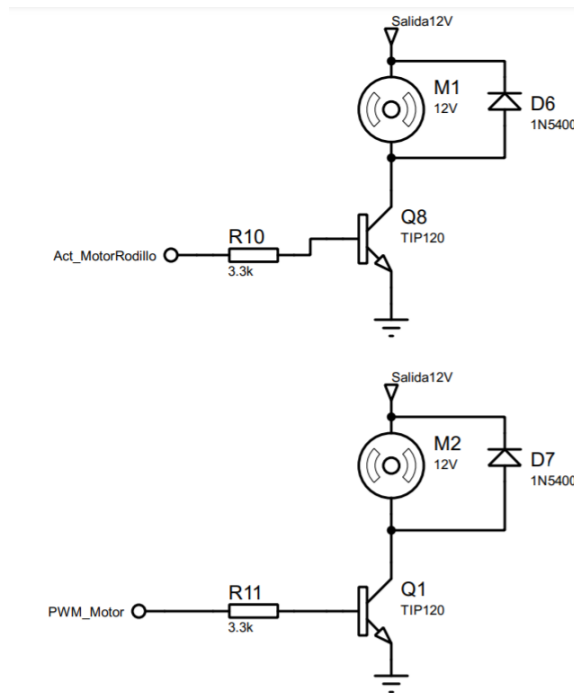 Salida12V
M1
12V
D6
1N5400
Q8
TIP120
R10
Act_MotorRodillo
3.3k
Salida12V
M2
12V
D7
1N5400
Q1
TIP120
R11
PWM_Motor
3.3k